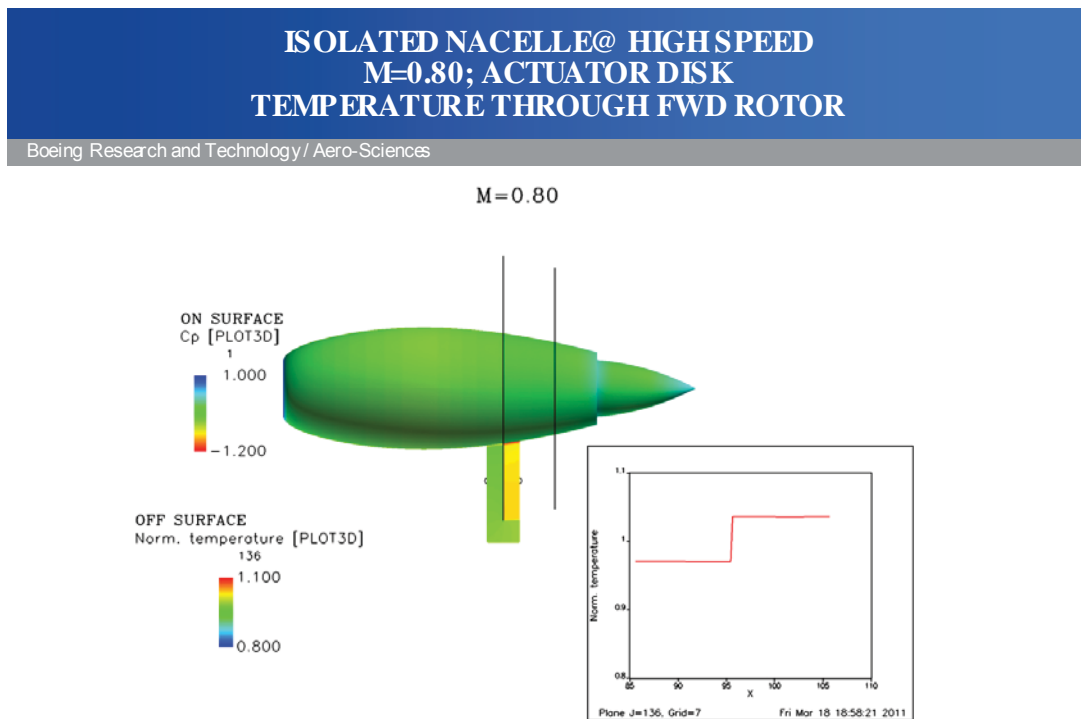 ISOLATED NACELLE@ HIGH SPEED
M=0.80; ACTUATOR DISK
TEMPERATURE THROUGH FWD ROTOR
Boeing Research and Technology / Aero-Sciences
M=0.80
ON SURFACE
Cp [PLOT3D]
1
1.000
-1.200
OFF SURFACE
Norm. temperature [PLOT3D]
136
1.100
0.800
1.1
1
0.9
0.8
Norm. temperature
85 90 95 100 105 110
X
Plane J=136, Grid=7 Fri Mar 18 18:58:21 2011